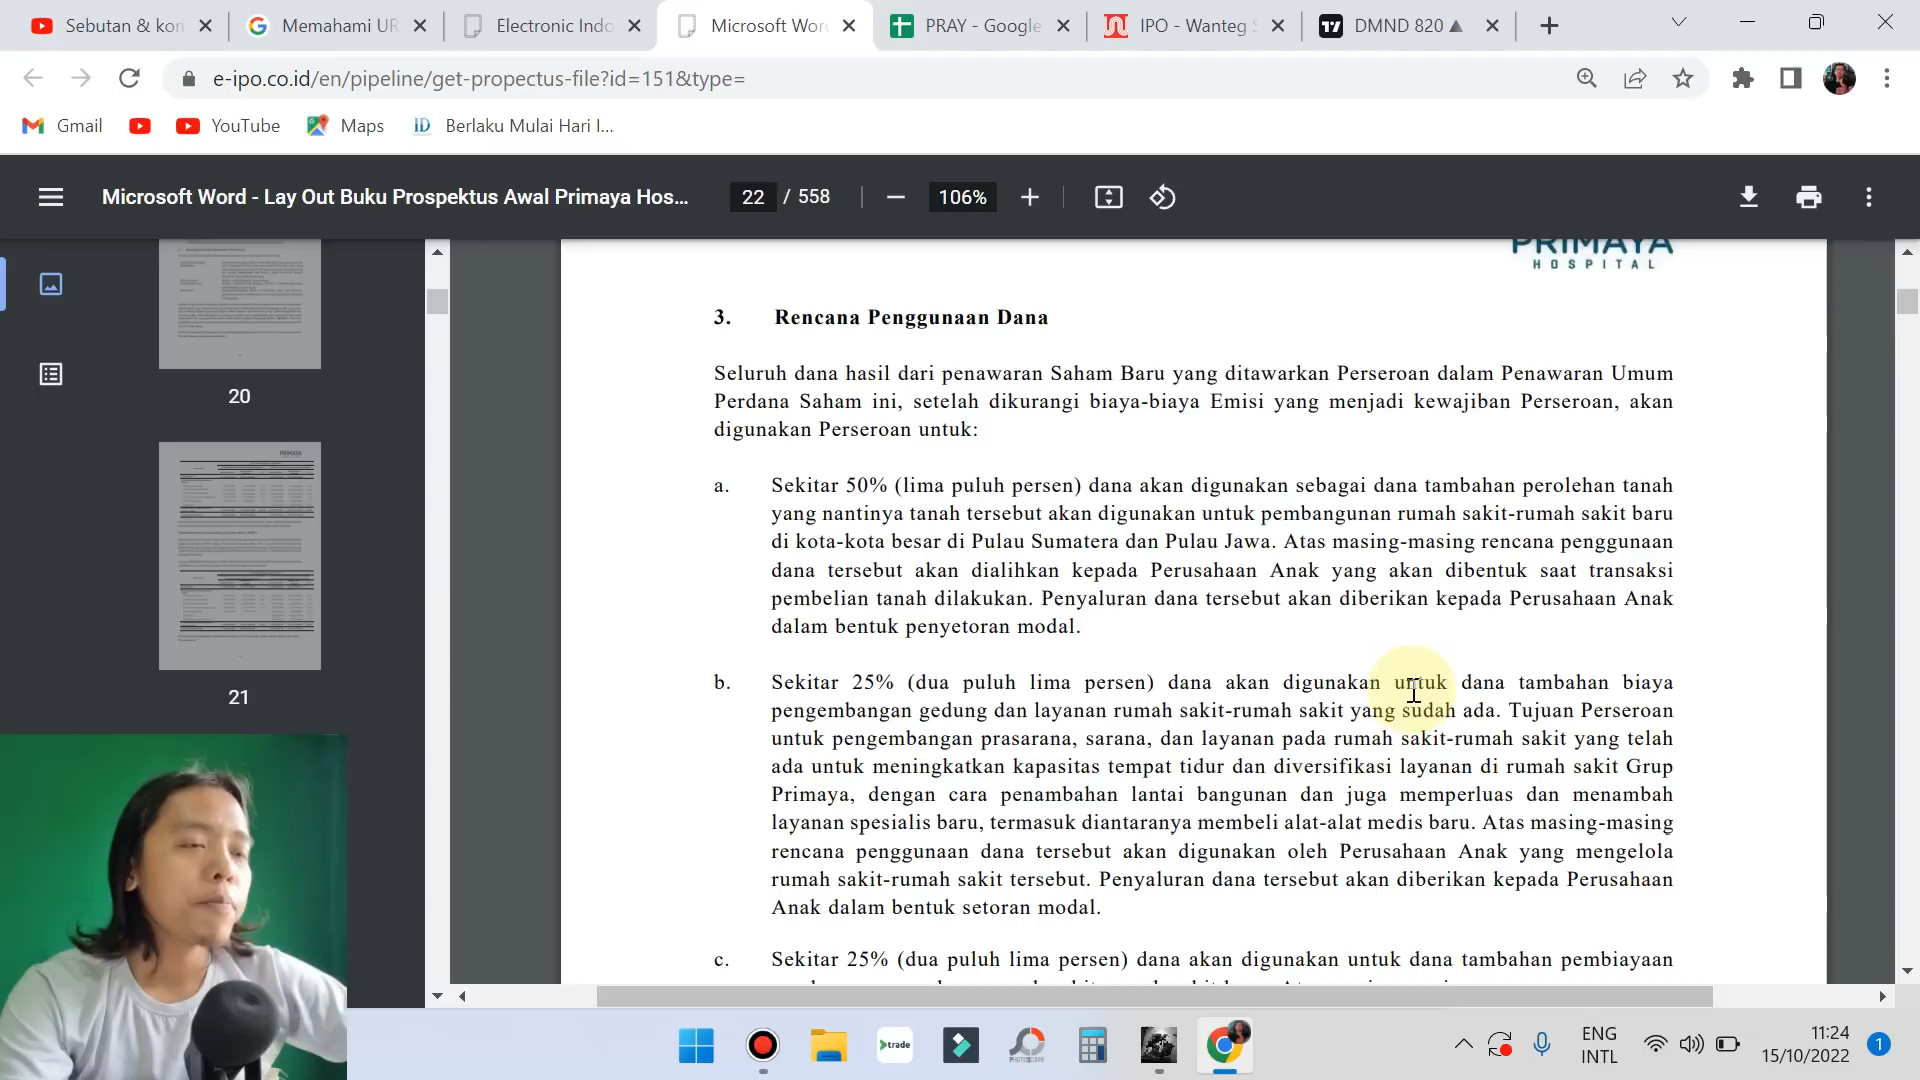 Sebutan & kon
Memahami UR
Electronic Indo
Microsoft Wor
PRAY - Google
IPO - Wanteg S
DMND 820
e-ipo.co.id/en/pipeline/get-propectus-file?id=151&type=
Gmail
YouTube
Maps
ID
Berlaku Mulai Hari I...
Microsoft Word - Lay Out Buku Prospektus Awal Primaya Hos...
22 / 558
106%
20
21
PRIMAYA
HOSPITAL
3. Rencana Penggunaan Dana
Seluruh dana hasil dari penawaran Saham Baru yang ditawarkan Perseroan dalam Penawaran Umum
Perdana Saham ini, setelah dikurangi biaya-biaya Emisi yang menjadi kewajiban Perseroan, akan
digunakan Perseroan untuk:
a. Sekitar 50% (lima puluh persen) dana akan digunakan sebagai dana tambahan perolehan tanah
yang nantinya tanah tersebut akan digunakan untuk pembangunan rumah sakit-rumah sakit baru
di kota-kota besar di Pulau Sumatera dan Pulau Jawa. Atas masing-masing rencana penggunaan
dana tersebut akan dialihkan kepada Perusahaan Anak yang akan dibentuk saat transaksi
pembelian tanah dilakukan. Penyaluran dana tersebut akan diberikan kepada Perusahaan Anak
dalam bentuk penyetoran modal.
b. Sekitar 25% (dua puluh lima persen) dana akan digunakan untuk dana tambahan biaya
pengembangan gedung dan layanan rumah sakit-rumah sakit yang sudah ada. Tujuan Perseroan
untuk pengembangan prasarana, sarana, dan layanan pada rumah sakit-rumah sakit yang telah
ada untuk meningkatkan kapasitas tempat tidur dan diversifikasi layanan di rumah sakit Grup
Primaya, dengan cara penambahan lantai bangunan dan juga memperluas dan menambah
layanan spesialis baru, termasuk diantaranya membeli alat-alat medis baru. Atas masing-masing
rencana penggunaan dana tersebut akan digunakan oleh Perusahaan Anak yang mengelola
rumah sakit-rumah sakit tersebut. Penyaluran dana tersebut akan diberikan kepada Perusahaan
Anak dalam bentuk setoran modal.
c. Sekitar 25% (dua puluh lima persen) dana akan digunakan untuk dana tambahan pembiayaan
trade
PHOTOSCAPE
ENG
INTL
11:24
15/10/2022
1